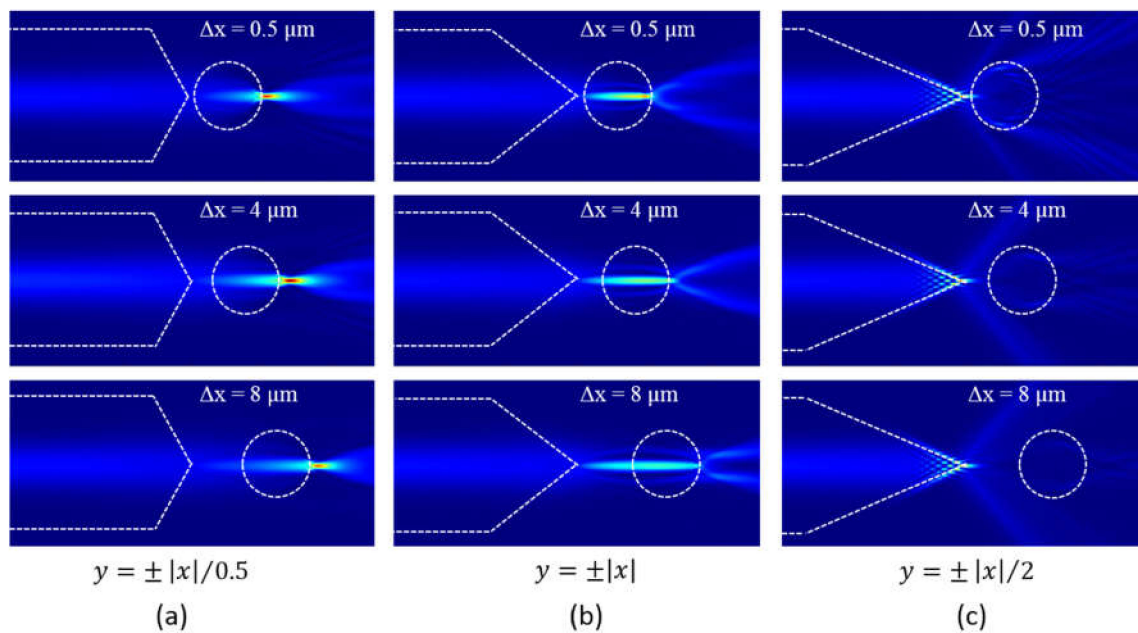 Δx = 0.5 μm
Δx = 0.5 μm
Δx = 0.5 μm
Δx = 4 μm
Δx = 4 μm
Δx = 4 μm
Δx = 8 μm
Δx = 8 μm
Δx = 8 μm
y = ± |x|/0.5
y = ±|x|
y = ± |x|/2
(a)
(b)
(c)